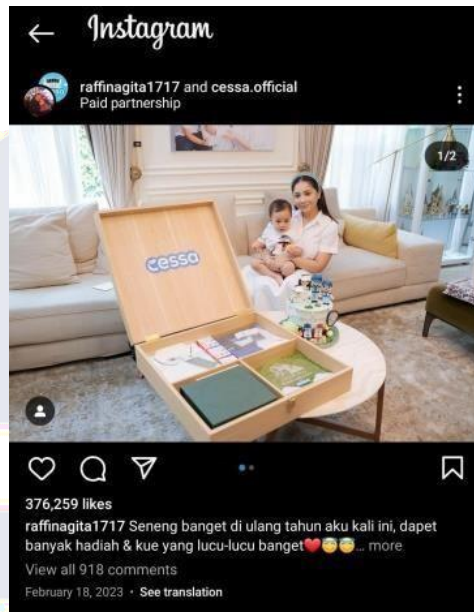 Instagram
raffinagita1717 and cessa.official
Paid partnership
1/2
cessa
376,259 likes
raffinagita1717 Seneng banget di ulang tahun aku kali ini, dapet
banyak hadiah & kue yang lucu-lucu banget❤️😇😇... more
View all 918 comments
February 18, 2023 • See translation